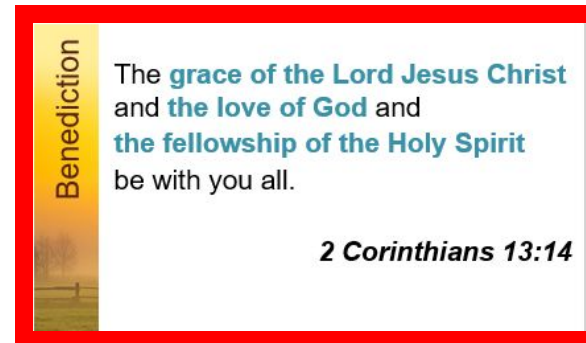 Benediction
The grace of the Lord Jesus Christ
and the love of God and
the fellowship of the Holy Spirit
be with you all.
2 Corinthians 13:14